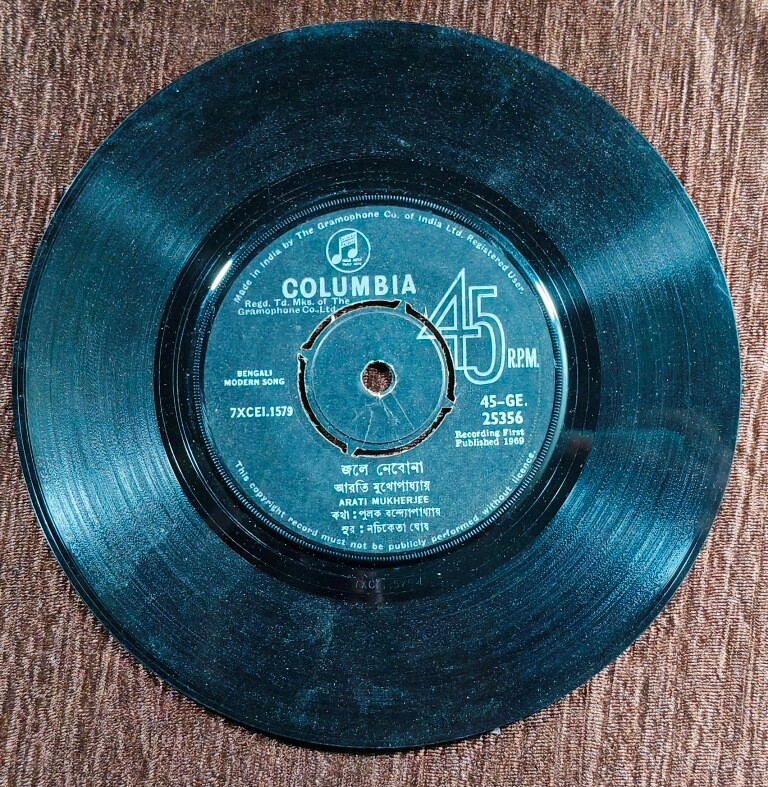 Made in India by The Gramophone Co. of India Ltd. Registered User.
COLUMBIA
Regd. Td. Mks. of The
Gramophone Co., Ltd.
45 R.P.M.
BENGALI
MODERN SONG
7XCEI.1579
45-GE.
25356
Recording First
Published 1969
জলে নেবোনা
আরতি মুখোপাধ্যায়
ARATI MUKHERJEE
কথা : পুলক বন্দ্যোপাধ্যায়
সুর : নচিকেতা ঘোষ
This copyright record must not be publicly performed without licence